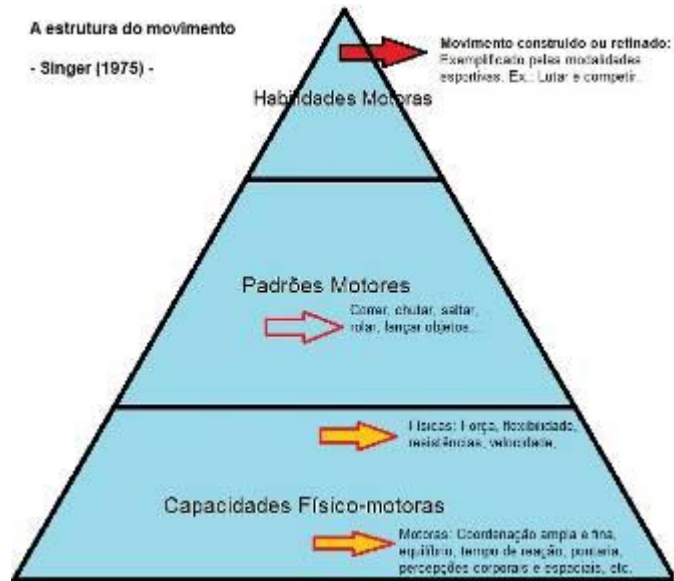 A estrutura do movimento
- Singer (1975) -
Movimento construído ou refinado:
Exemplificado pelas modalidades
esportivas. Ex.: Lutar e competir.
Habilidades Motoras
Padrões Motores
Correr, chutar, saltar,
rolar, lançar objetos...
Físicas: Força, flexibilidade,
resistências, velocidade,
Capacidades Físico-motoras
Motoras: Coordenação ampla e fina,
equilíbrio, tempo de reação, pontaria,
percepções corporais e espaciais, etc.